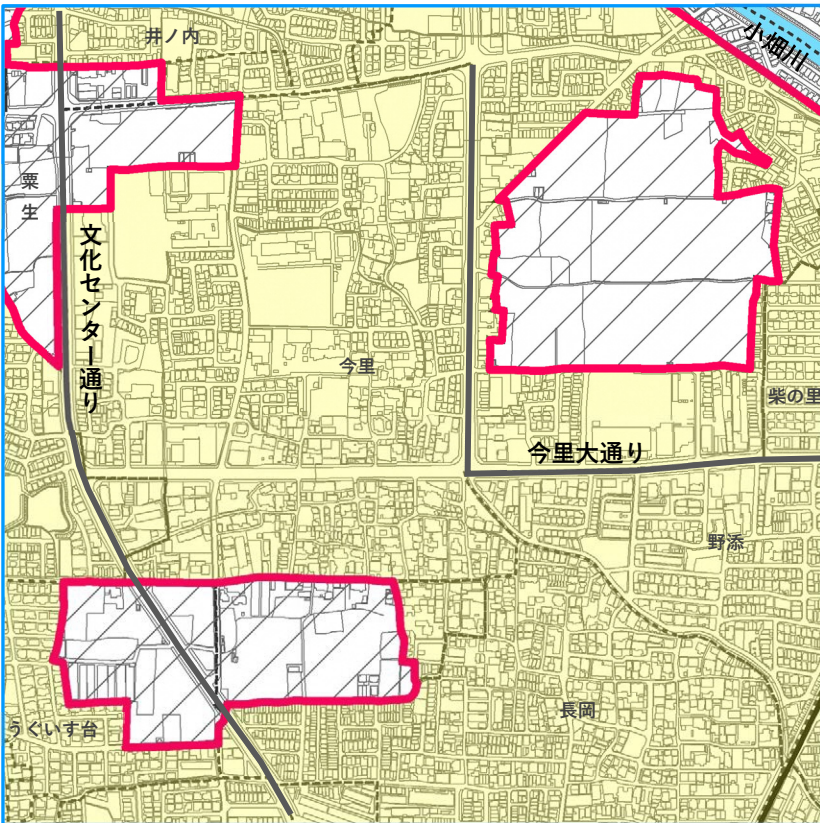 井ノ内
小畑川
粟生
文化センター通り
今里
柴の里
今里大通り
野添
長岡
うぐいす台